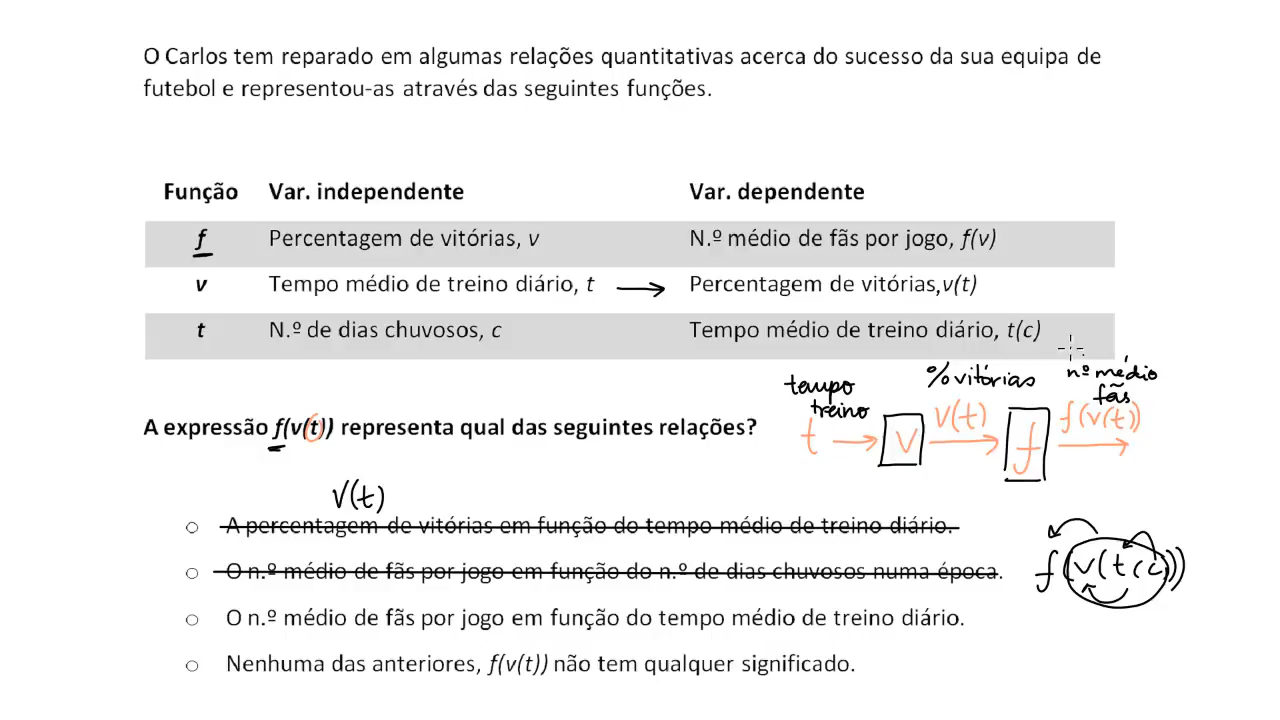 O Carlos tem reparado em algumas relações quantitativas acerca do sucesso da sua equipa de
futebol e representou-as através das seguintes funções.
Função Var. independente Var. dependente
f Percentagem de vitórias, v N.º médio de fãs por jogo, f(v)
v Tempo médio de treino diário, t → Percentagem de vitórias,v(t)
t N.º de dias chuvosos, c Tempo médio de treino diário, t(c)
tempo treino % vitórias nº médio fãs
t → v v(t) → f f(v(t)) →
A expressão f(v(t)) representa qual das seguintes relações?
v(t)
A percentagem de vitórias em função do tempo médio de treino diário.
O n.º médio de fãs por jogo em função do n.º de dias chuvosos numa época.
f(v(t(c)))
O n.º médio de fãs por jogo em função do tempo médio de treino diário.
Nenhuma das anteriores, f(v(t)) não tem qualquer significado.